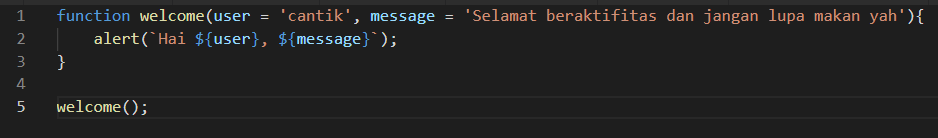 1 function welcome(user = 'cantik', message = 'Selamat beraktifitas dan jangan lupa makan yah'){
2 alert(`Hai ${user}, ${message}`);
3 }
4
5 welcome();